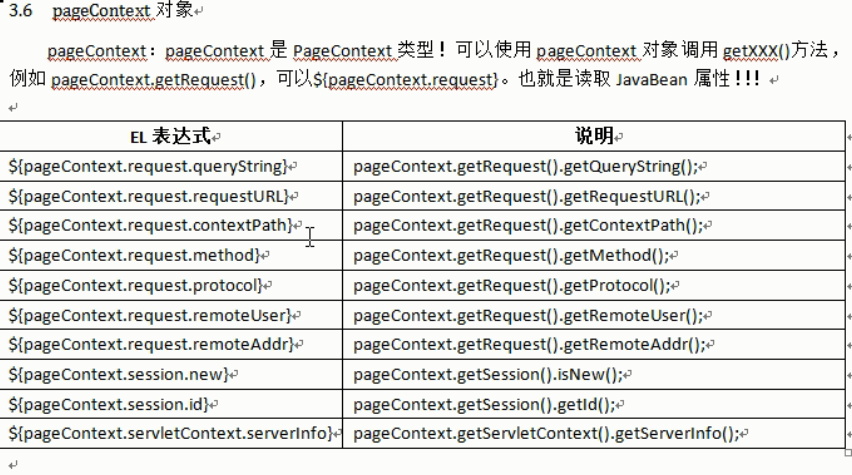 3.6 pageContext 对象
pageContext：pageContext 是 PageContext 类型！可以使用 pageContext 对象调用 getXXX()方法，
例如 pageContext.getRequest()，可以${pageContext.request}。也就是读取 JavaBean 属性！！！
EL 表达式 说明
${pageContext.request.queryString} pageContext.getRequest().getQueryString();
${pageContext.request.requestURL} pageContext.getRequest().getRequestURL();
${pageContext.request.contextPath} pageContext.getRequest().getContextPath();
${pageContext.request.method} pageContext.getRequest().getMethod();
${pageContext.request.protocol} pageContext.getRequest().getProtocol();
${pageContext.request.remoteUser} pageContext.getRequest().getRemoteUser();
${pageContext.request.remoteAddr} pageContext.getRequest().getRemoteAddr();
${pageContext.session.new} pageContext.getSession().isNew();
${pageContext.session.id} pageContext.getSession().getId();
${pageContext.servletContext.serverInfo} pageContext.getServletContext().getServerInfo();